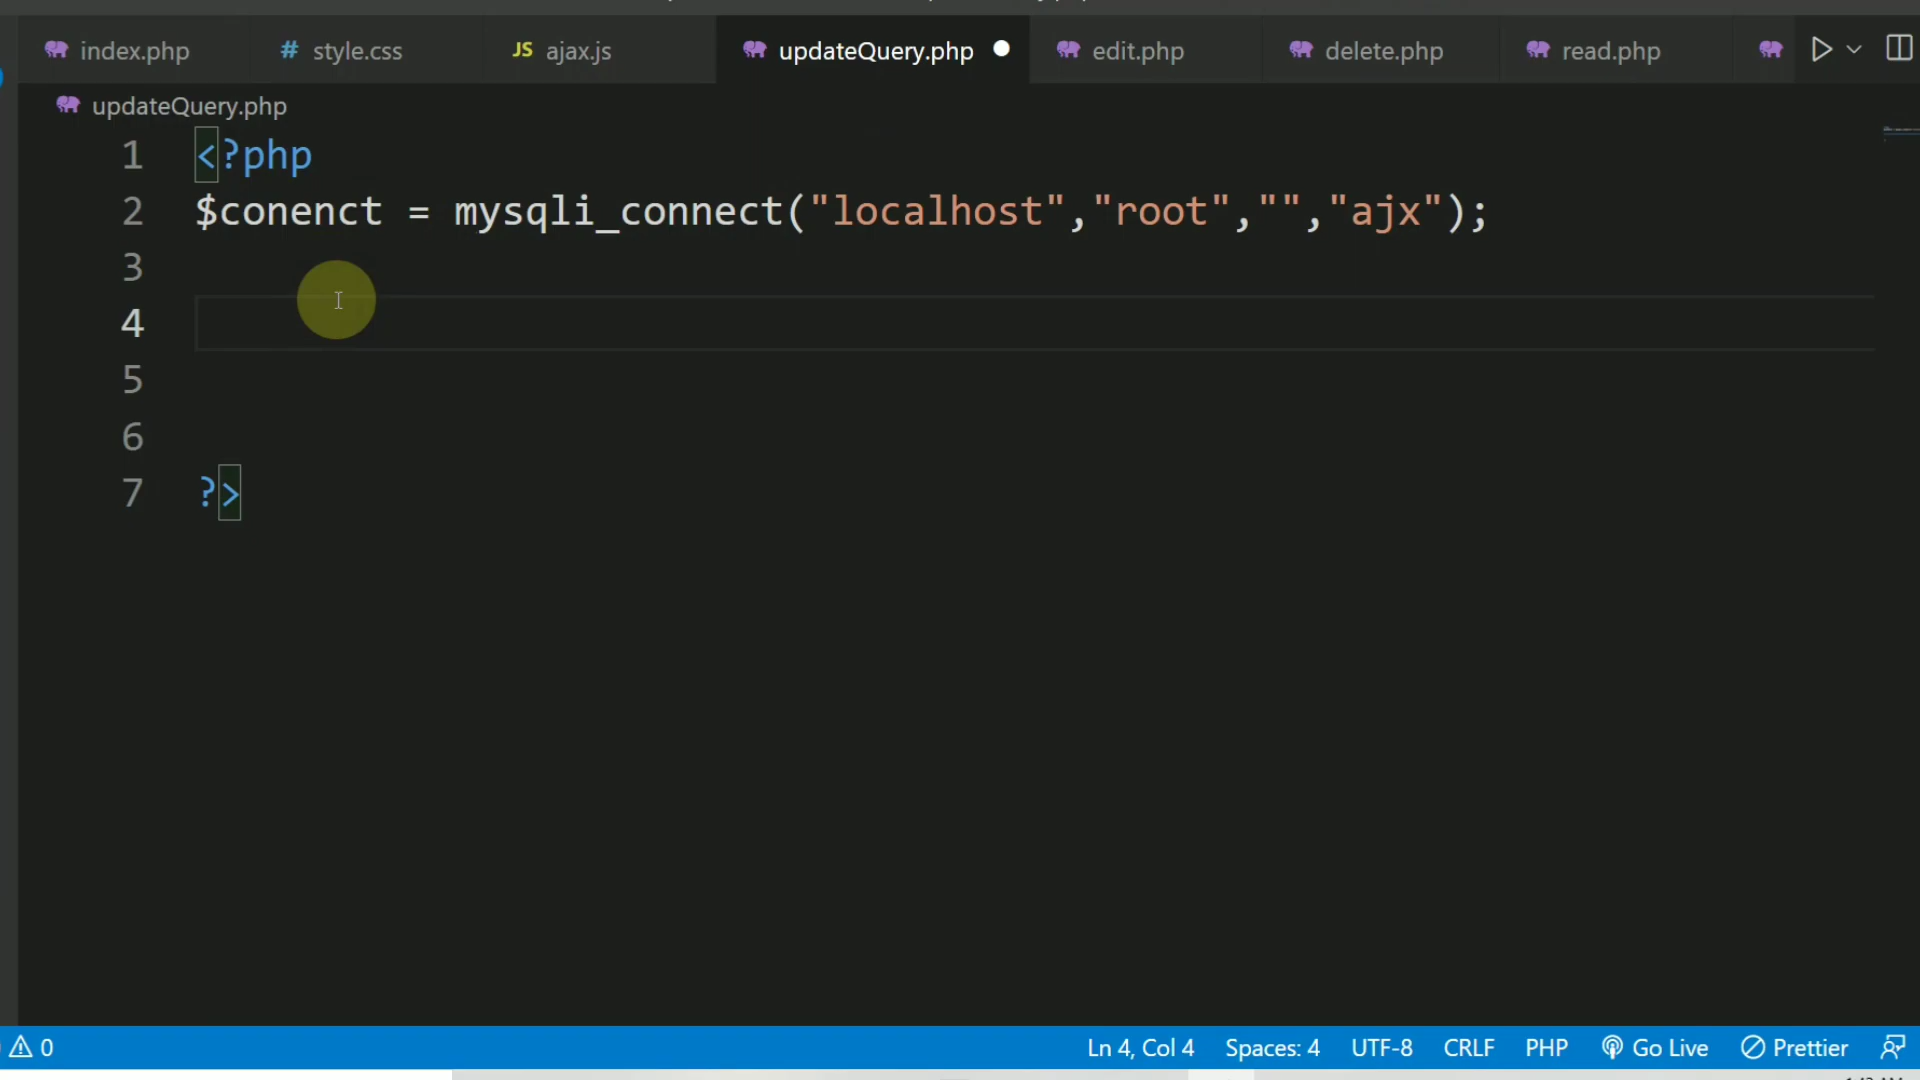 index.php # style.css JS ajax.js updateQuery.php edit.php delete.php read.php
updateQuery.php
1 <?php
2 $conenct = mysqli_connect("localhost","root","","ajx");
3
4
5
6
7 ?>
0 Ln 4, Col 4 Spaces: 4 UTF-8 CRLF PHP Go Live Prettier